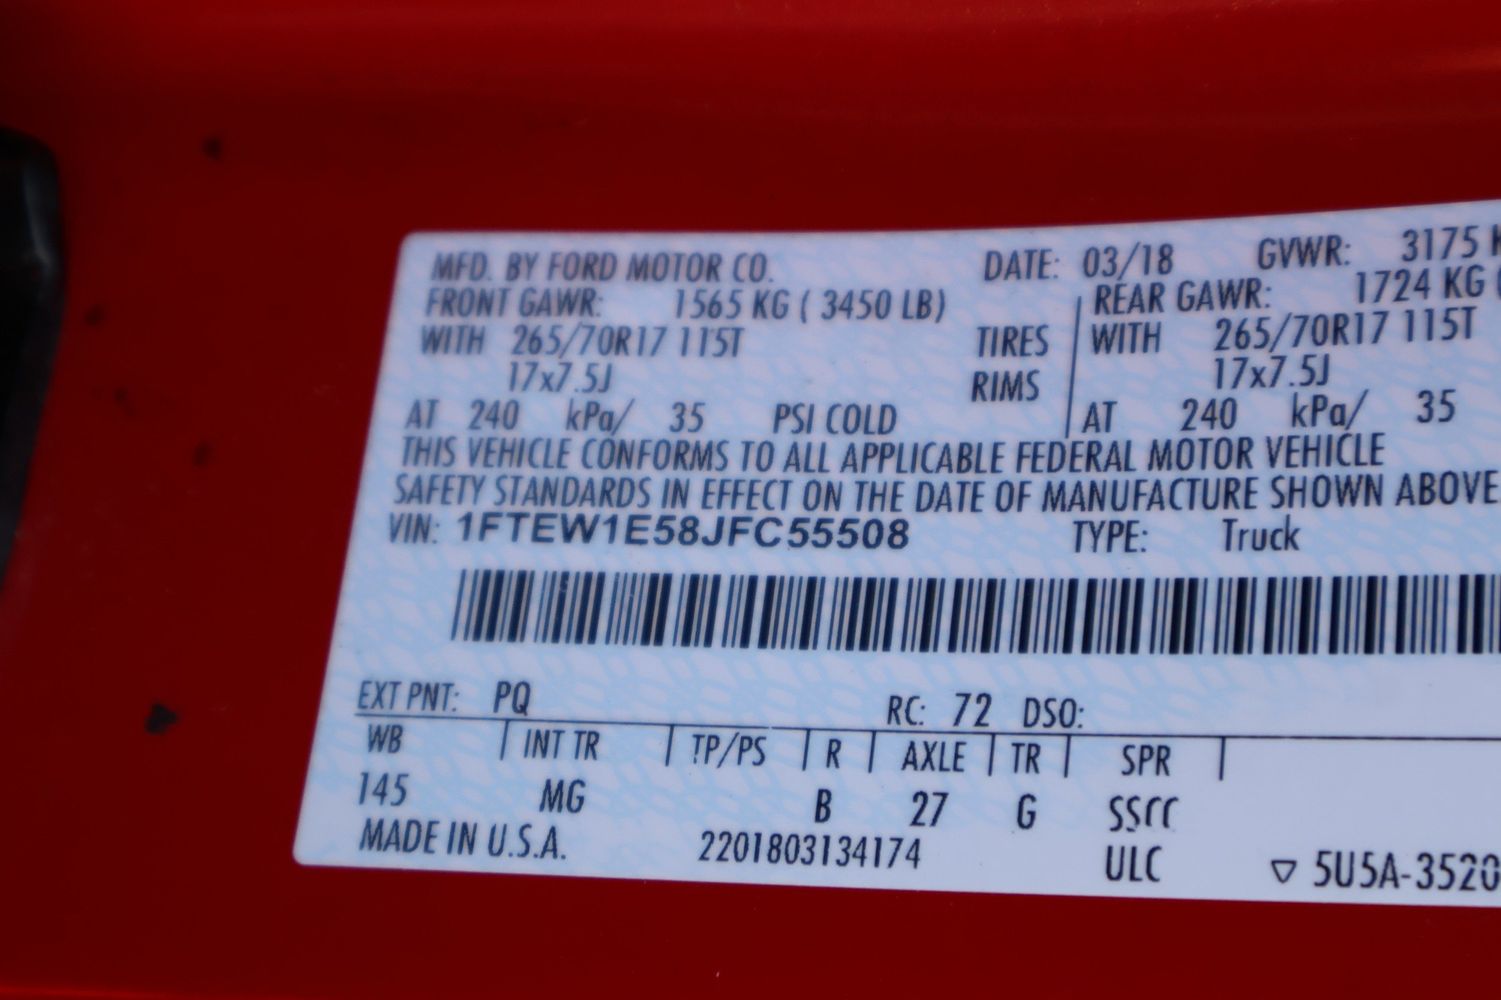 MFD. BY FORD MOTOR CO. DATE: 03/18 GVWR: 3175 K
FRONT GAWR: 1565 KG ( 3450 LB) REAR GAWR: 1724 KG (
WITH 265/70R17 115T TIRES WITH 265/70R17 115T
17x7.5J RIMS 17x7.5J
AT 240 kPa/ 35 PSI COLD AT 240 kPa/ 35
THIS VEHICLE CONFORMS TO ALL APPLICABLE FEDERAL MOTOR VEHICLE
SAFETY STANDARDS IN EFFECT ON THE DATE OF MANUFACTURE SHOWN ABOVE
VIN: 1FTEW1E58JFC55508 TYPE: Truck
EXT PNT: PQ RC: 72 DSO:
WB INT TR TP/PS R AXLE TR SPR
145 MG B 27 G SSCC
MADE IN U.S.A. 2201803134174 ULC ▽ 5U5A-3520